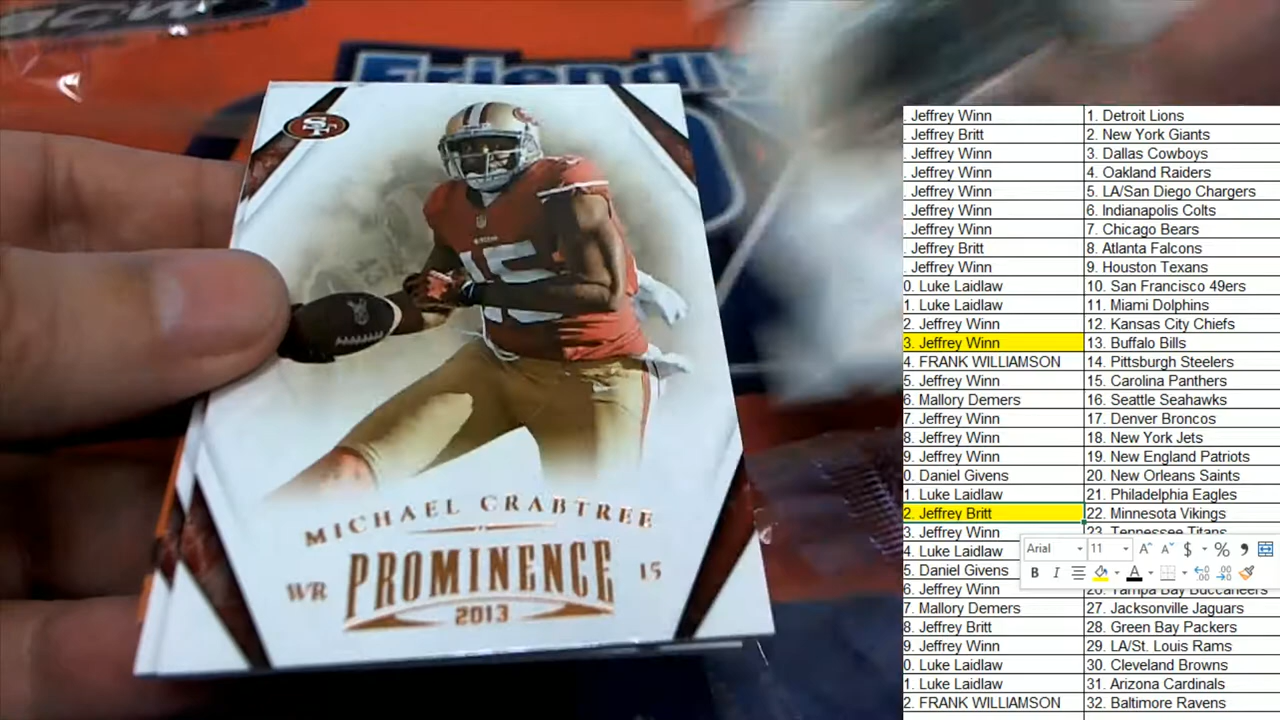 Friendl
SF
15
MICHAEL CRABTREE
WR PROMINENCE 15
2013
. Jeffrey Winn 1. Detroit Lions
. Jeffrey Britt 2. New York Giants
. Jeffrey Winn 3. Dallas Cowboys
. Jeffrey Winn 4. Oakland Raiders
. Jeffrey Winn 5. LA/San Diego Chargers
. Jeffrey Winn 6. Indianapolis Colts
. Jeffrey Winn 7. Chicago Bears
. Jeffrey Britt 8. Atlanta Falcons
. Jeffrey Winn 9. Houston Texans
0. Luke Laidlaw 10. San Francisco 49ers
1. Luke Laidlaw 11. Miami Dolphins
2. Jeffrey Winn 12. Kansas City Chiefs
3. Jeffrey Winn 13. Buffalo Bills
4. FRANK WILLIAMSON 14. Pittsburgh Steelers
5. Jeffrey Winn 15. Carolina Panthers
6. Mallory Demers 16. Seattle Seahawks
7. Jeffrey Winn 17. Denver Broncos
8. Jeffrey Winn 18. New York Jets
9. Jeffrey Winn 19. New England Patriots
0. Daniel Givens 20. New Orleans Saints
1. Luke Laidlaw 21. Philadelphia Eagles
2. Jeffrey Britt 22. Minnesota Vikings
3. Jeffrey Winn 23. Tennessee Titans
4. Luke Laidlaw
5. Daniel Givens
Arial 11 A A $ %
B I A
6. Jeffrey Winn 26. Tampa Bay Buccaneers
7. Mallory Demers 27. Jacksonville Jaguars
8. Jeffrey Britt 28. Green Bay Packers
9. Jeffrey Winn 29. LA/St. Louis Rams
0. Luke Laidlaw 30. Cleveland Browns
1. Luke Laidlaw 31. Arizona Cardinals
2. FRANK WILLIAMSON 32. Baltimore Ravens